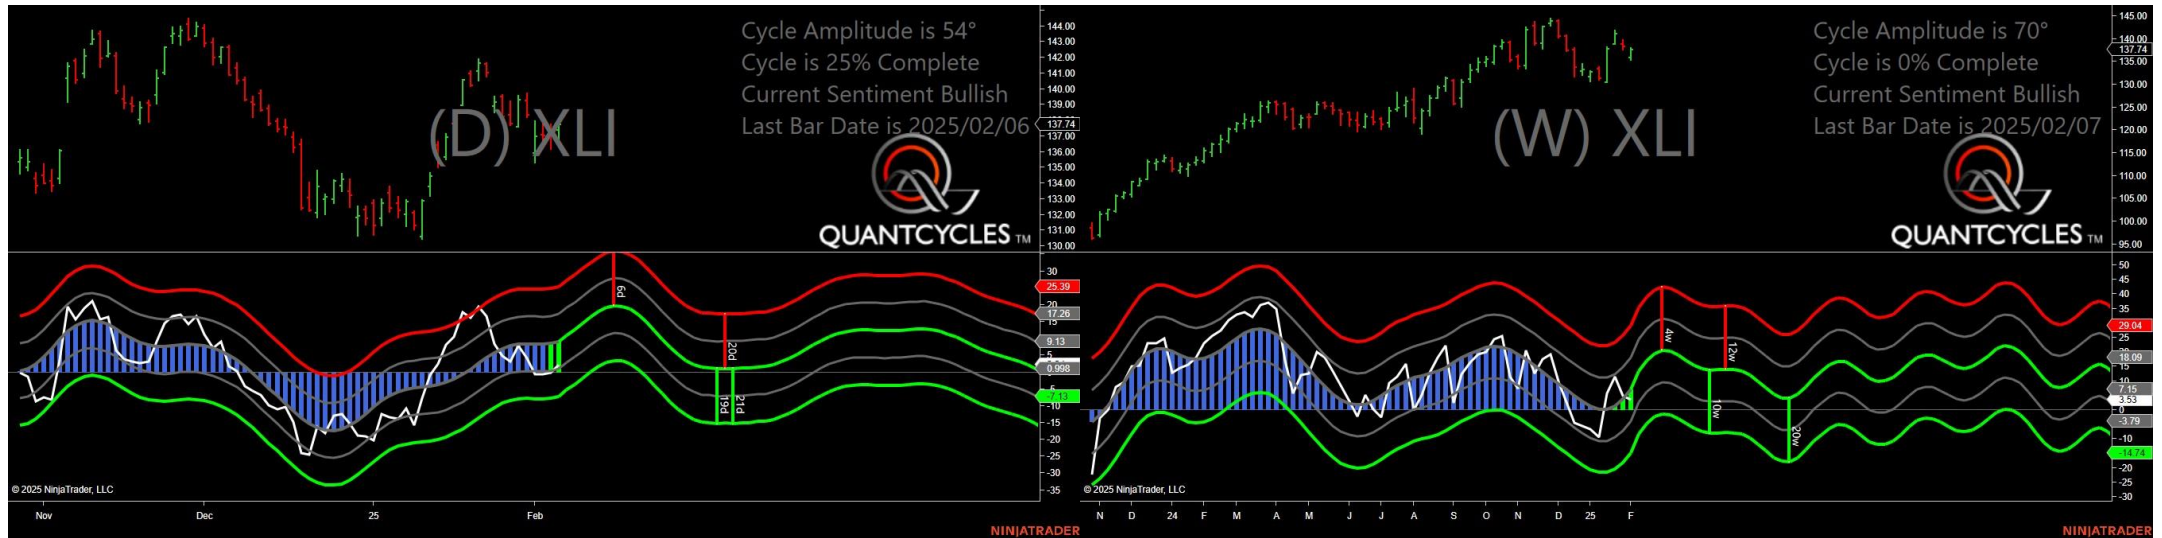 Cycle Amplitude is 54°
Cycle is 25% Complete
Current Sentiment Bullish
Last Bar Date is 2025/02/06
(D) XLI
QUANTCYCLES TM
144.00
143.00
142.00
141.00
140.00
139.00
137.74
137.00
136.00
135.00
134.00
133.00
132.00
131.00
130.00
30
25.39
20
17.26
15
9.13
5
0.998
-5
-7.13
-10
-15
-20
-25
-30
-35
6d
20d
19d
21d
© 2025 NinjaTrader, LLC
Nov
Dec
25
Feb
NINJATRADER
Cycle Amplitude is 70°
Cycle is 0% Complete
Current Sentiment Bullish
Last Bar Date is 2025/02/07
(W) XLI
QUANTCYCLES TM
145.00
140.00
137.74
135.00
130.00
125.00
120.00
115.00
110.00
105.00
100.00
95.00
50
45
40
35
29.04
25
20
18.09
15
10
7.15
3.53
0
-3.79
-10
-14.74
-20
-25
-30
4w
12w
10w
20w
© 2025 NinjaTrader, LLC
N
D
24
F
M
A
M
J
J
A
S
O
N
D
25
F
NINJATRADER